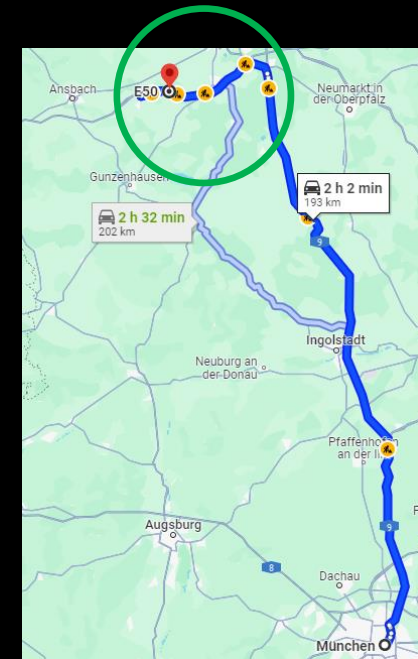 Ansbach
E50
Neumarkt in
der Oberpfalz
Gunzenhausen
2 h 2 min
193 km
2 h 32 min
202 km
9
Ingolstadt
Neuburg an
der Donau
Pfaffenhofen
an der
9
Augsburg
8
Dachau
München